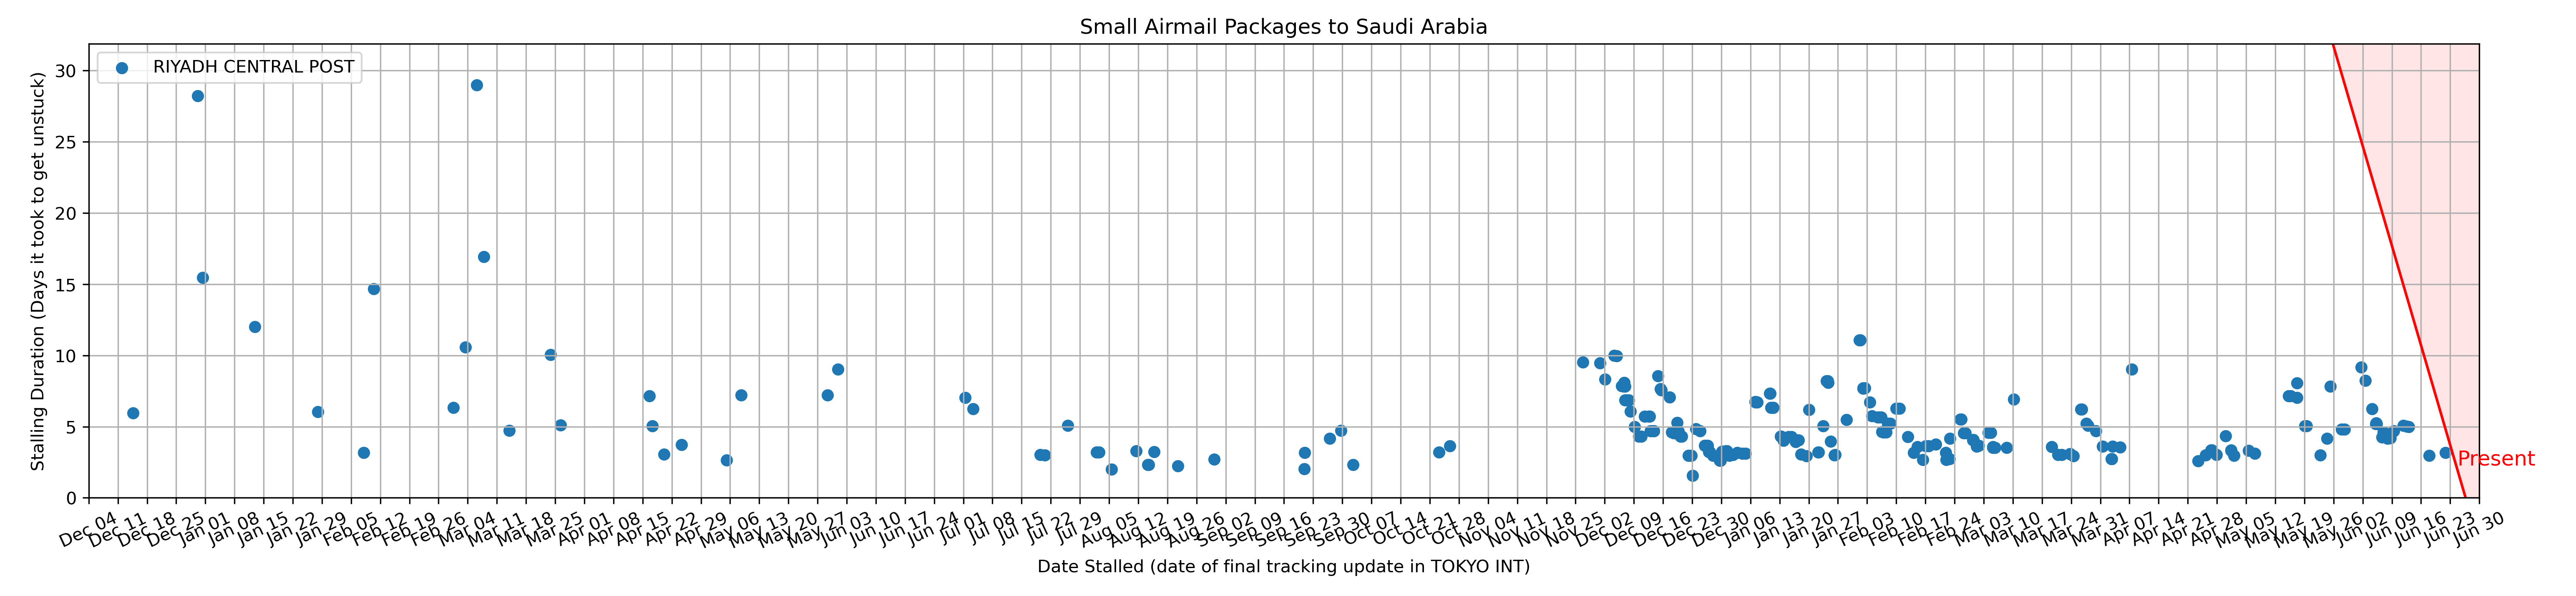 Small Airmail Packages to Saudi Arabia
RIYADH CENTRAL POST
Stalling Duration (Days it took to get unstuck)
30
25
20
15
10
5
0
Present
Dec 04
Dec 11
Dec 18
Dec 25
Jan 01
Jan 08
Jan 15
Jan 22
Jan 29
Feb 05
Feb 12
Feb 19
Feb 26
Mar 04
Mar 11
Mar 18
Mar 25
Apr 01
Apr 08
Apr 15
Apr 22
Apr 29
May 06
May 13
May 20
May 27
Jun 03
Jun 10
Jun 17
Jun 24
Jul 01
Jul 08
Jul 15
Jul 22
Jul 29
Aug 05
Aug 12
Aug 19
Aug 26
Sep 02
Sep 09
Sep 16
Sep 23
Sep 30
Oct 07
Oct 14
Oct 21
Oct 28
Nov 04
Nov 11
Nov 18
Nov 25
Dec 02
Dec 09
Dec 16
Dec 23
Dec 30
Jan 06
Jan 13
Jan 20
Jan 27
Feb 03
Feb 10
Feb 17
Feb 24
Mar 03
Mar 10
Mar 17
Mar 24
Mar 31
Apr 07
Apr 14
Apr 21
Apr 28
May 05
May 12
May 19
May 26
Jun 02
Jun 09
Jun 16
Jun 23
Jun 30
Date Stalled (date of final tracking update in TOKYO INT)